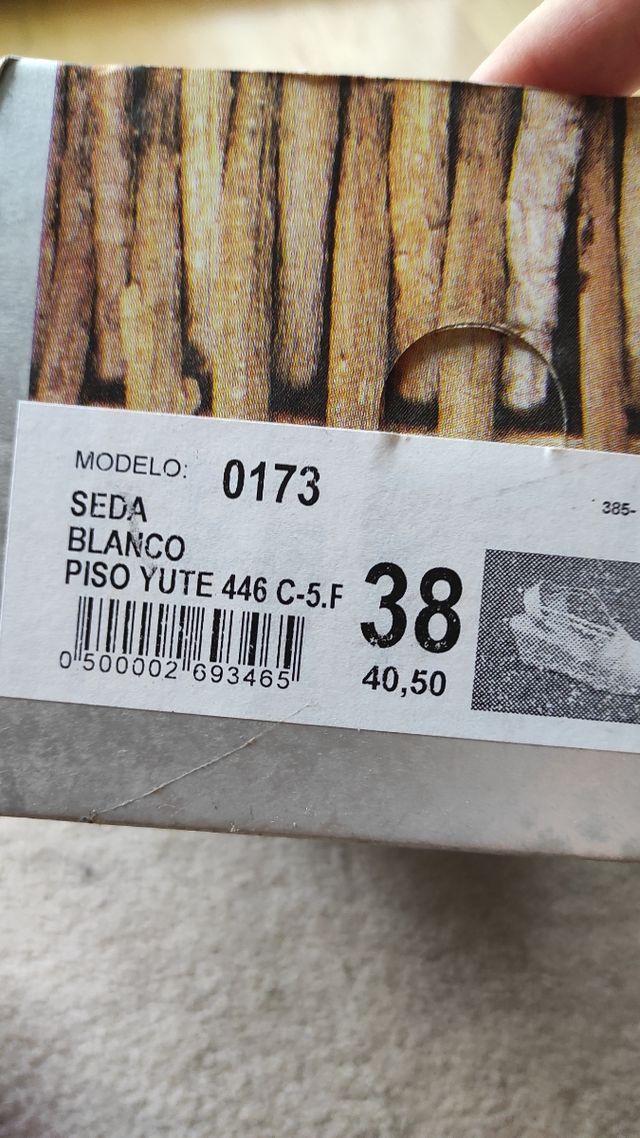 MODELO: 0173
385-
SEDA
BLANCO
PISO YUTE 446 C-5.F
38
40,50
0 500002 693465